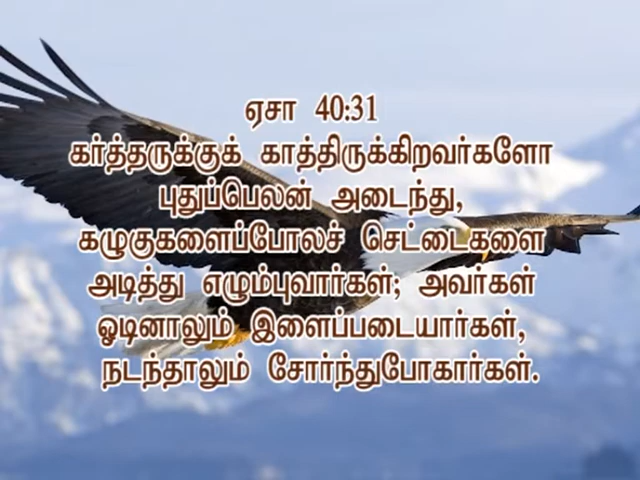 ஏசா 40:31
கர்த்தருக்குக் காத்திருக்கிறவர்களோ
புதுப்பெலன் அடைந்து,
கழுகுகளைப்போலச் செட்டைகளை
அடித்து எழும்புவார்கள்; அவர்கள்
ஓடினாலும் இளைப்படையார்கள்,
நடந்தாலும் சோர்ந்துபோகார்கள்.